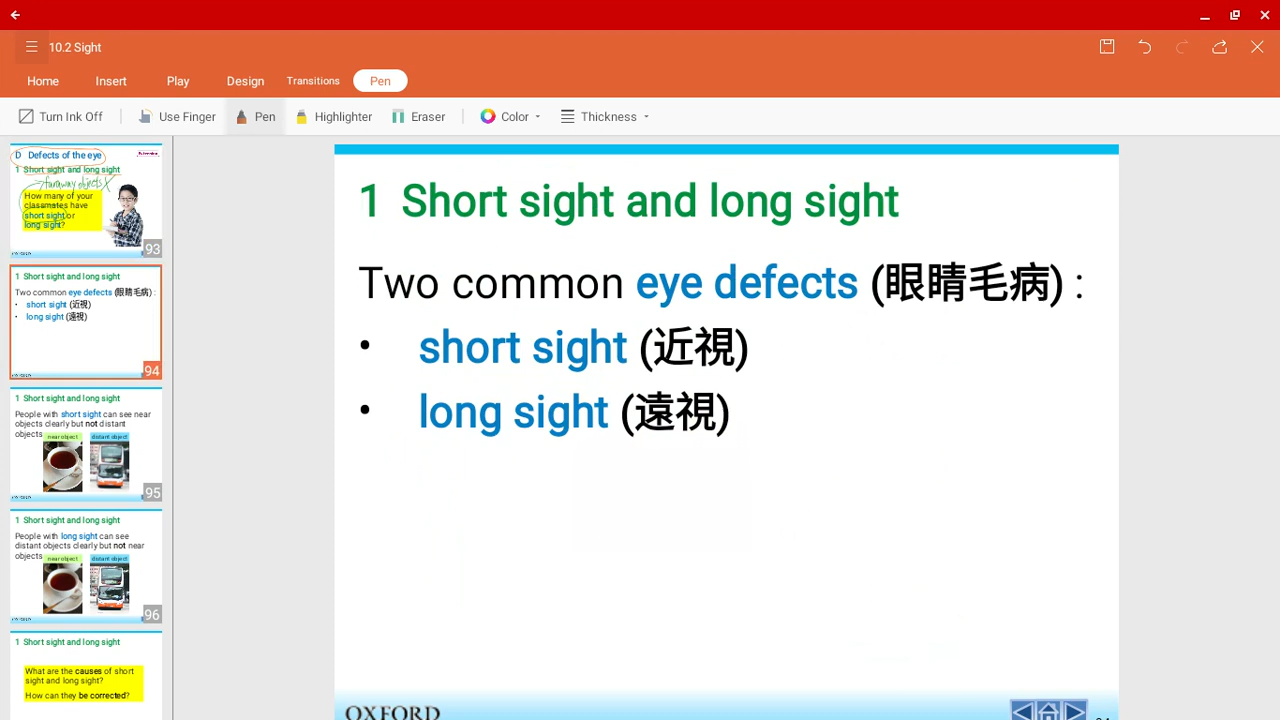 10.2 Sight
Home Insert Play Design Transitions Pen
Turn Ink Off Use Finger Pen Highlighter Eraser Color Thickness
D Defects of the eye
1 Short sight and long sight
faraway objects X
How many of your
classmates have
short sight or
long sight?
93
1 Short sight and long sight
Two common eye defects (眼睛毛病) :
• short sight (近視)
• long sight (遠視)
94
1 Short sight and long sight
People with short sight can see near
objects clearly but not distant
objects
near object distant object
95
1 Short sight and long sight
People with long sight can see
distant objects clearly but not near
objects
near object distant object
96
1 Short sight and long sight
What are the causes of short
sight and long sight?
How can they be corrected?
1 Short sight and long sight
Two common eye defects (眼睛毛病) :
• short sight (近視)
• long sight (遠視)
OXFORD